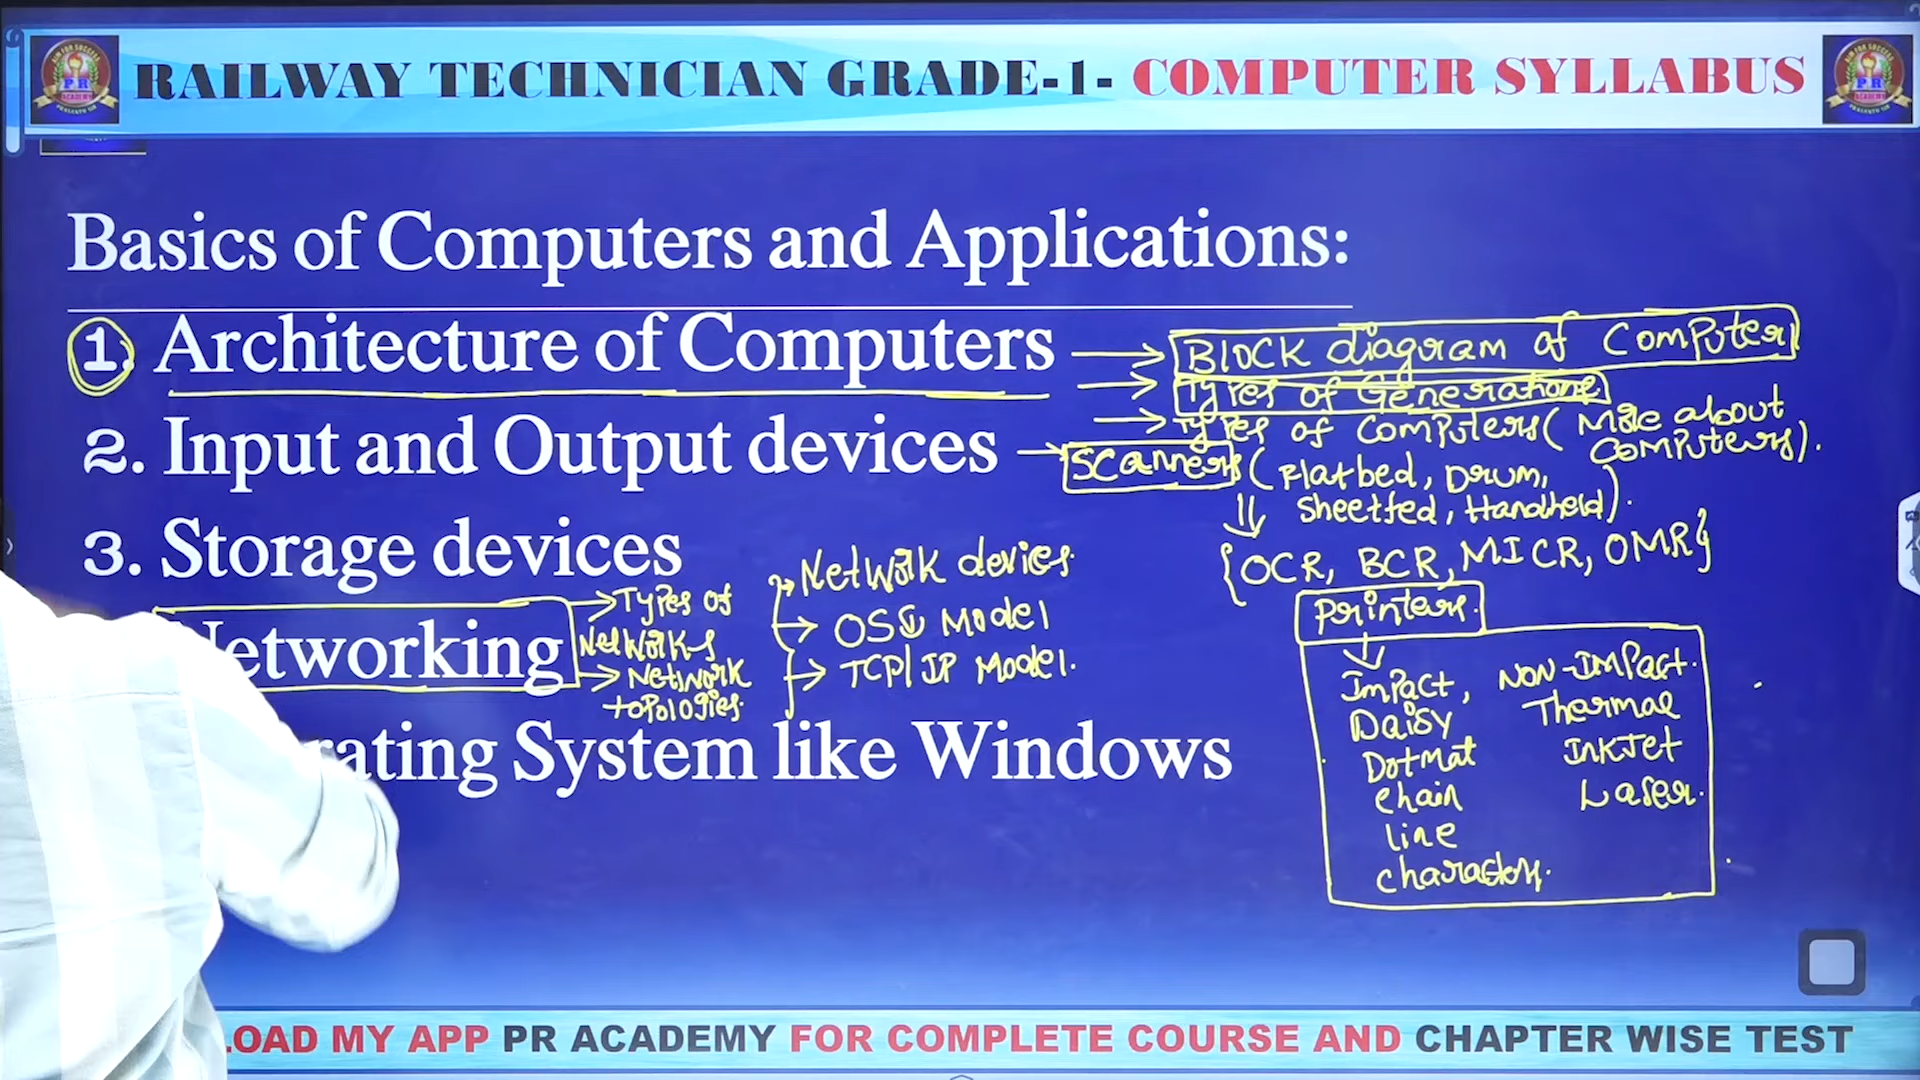 RAILWAY TECHNICIAN GRADE-1- COMPUTER SYLLABUS
Basics of Computers and Applications:
1. Architecture of Computers
BLOCK diagram of Computer
Types of Generations
Types of Computers ( More about
Computers).
2. Input and Output devices
Scanners ( Flatbed, Drum,
Sheetfed, Handheld ).
{ OCR, BCR, MICR, OMR }
3. Storage devices
etworking
Types of
Networks
Network
topologies.
Network devices.
OSI Model
TCP/IP Model.
Printers.
Impact, NON-IMPact.
Daisy Thermal
Dotmat InkJet
chain Laser.
line
characters.
rating System like Windows
LOAD MY APP PR ACADEMY FOR COMPLETE COURSE AND CHAPTER WISE TEST